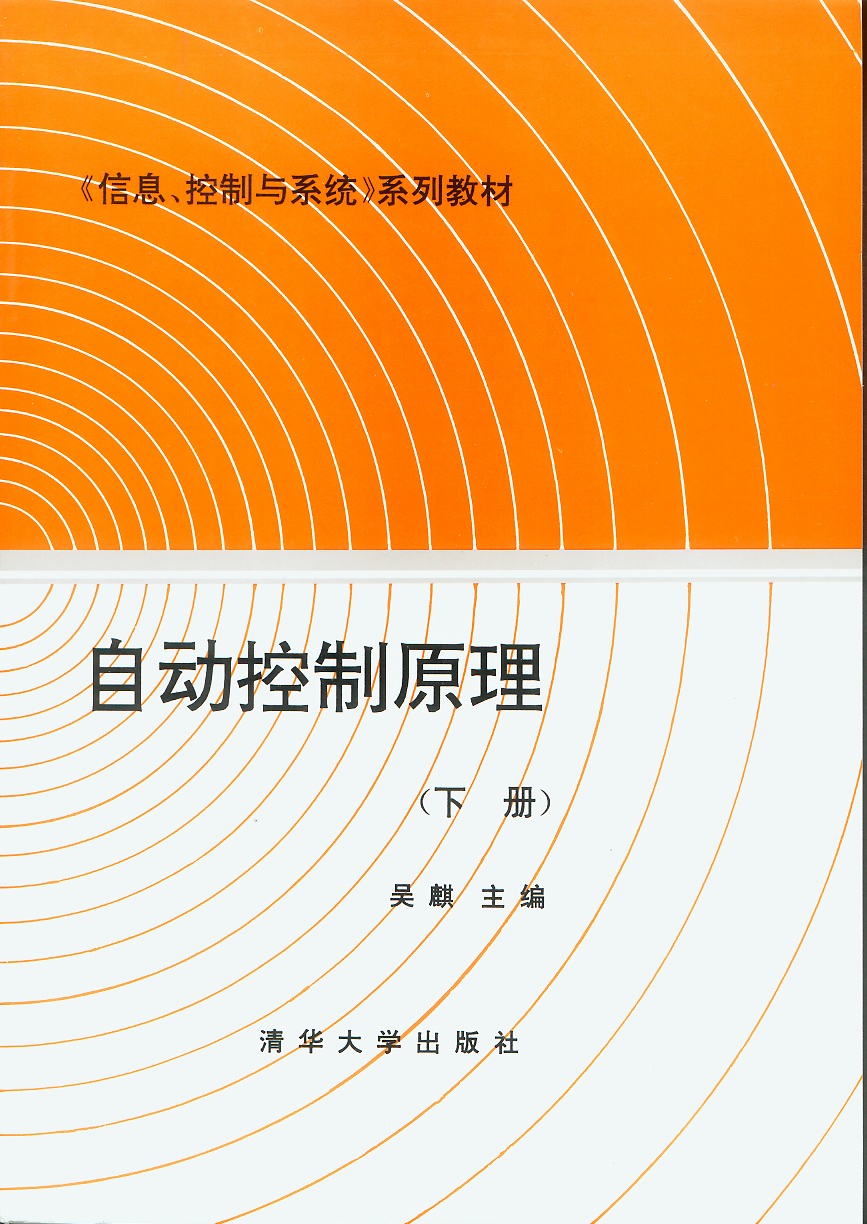 《信息、控制与系统》系列教材
自动控制原理
(下 册)
吴麒 主编
清华大学出版社